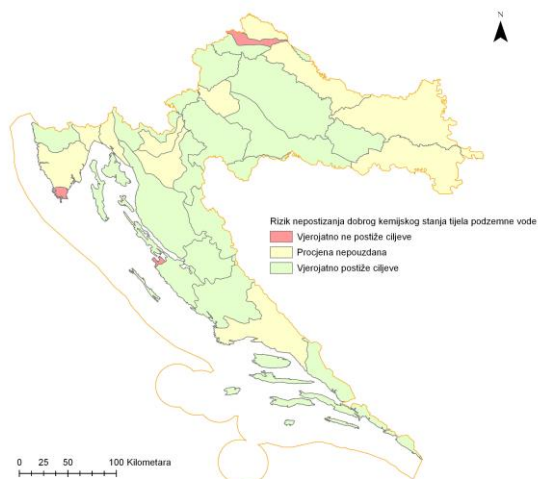 N
Rizik nepostizanja dobrog kemijskog stanja tijela podzemne vode
Vjerojatno ne postiže ciljeve
Procjena nepouzdana
Vjerojatno postiže ciljeve
0 25 50 100 Kilometara